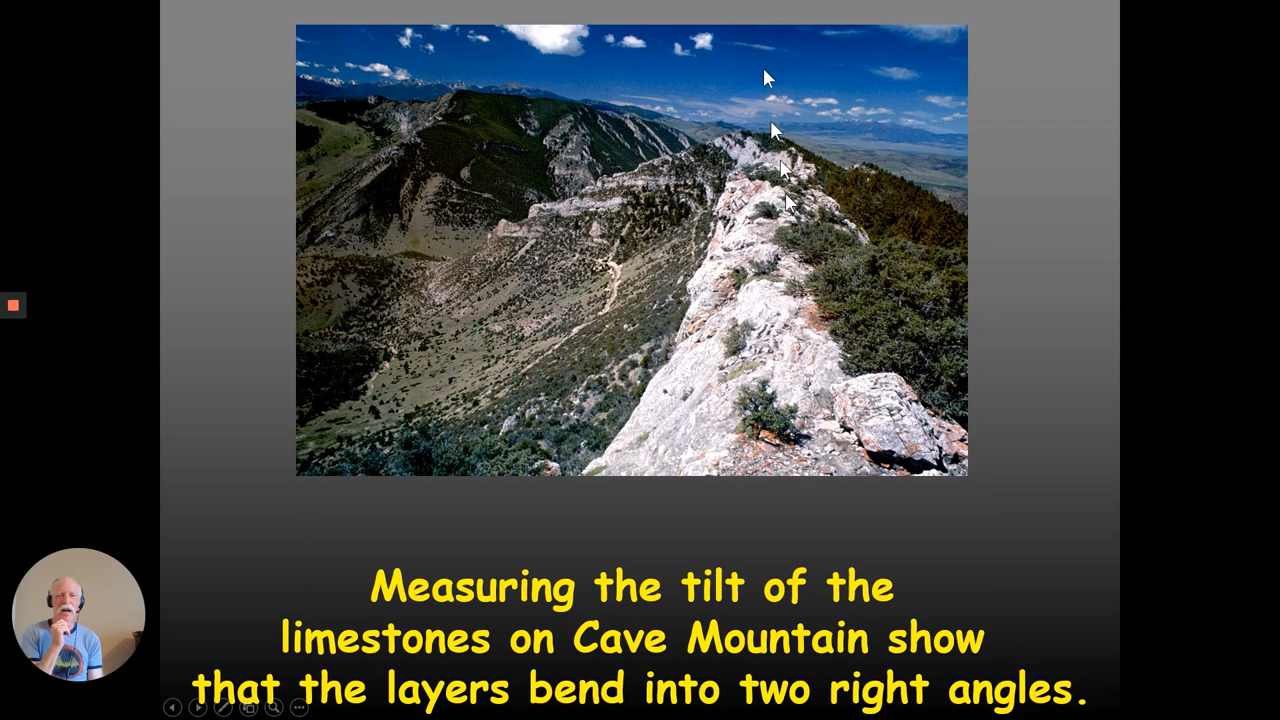 Measuring the tilt of the
limestones on Cave Mountain show
that the layers bend into two right angles.